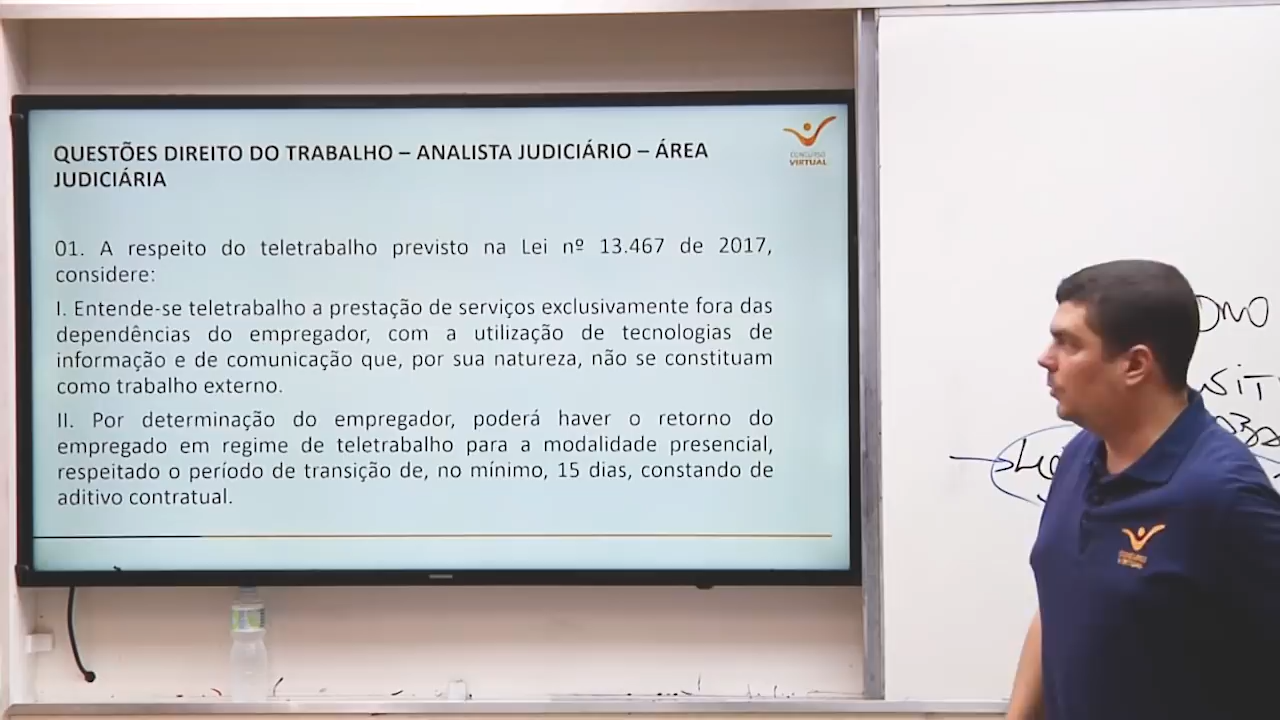 QUESTÕES DIREITO DO TRABALHO – ANALISTA JUDICIÁRIO – ÁREA
JUDICIÁRIA
CONCURSO
VIRTUAL
01. A respeito do teletrabalho previsto na Lei nº 13.467 de 2017,
considere:
I. Entende-se teletrabalho a prestação de serviços exclusivamente fora das
dependências do empregador, com a utilização de tecnologias de
informação e de comunicação que, por sua natureza, não se constituam
como trabalho externo.
II. Por determinação do empregador, poderá haver o retorno do
empregado em regime de teletrabalho para a modalidade presencial,
respeitado o período de transição de, no mínimo, 15 dias, constando de
aditivo contratual.
CONCURSO
VIRTUAL